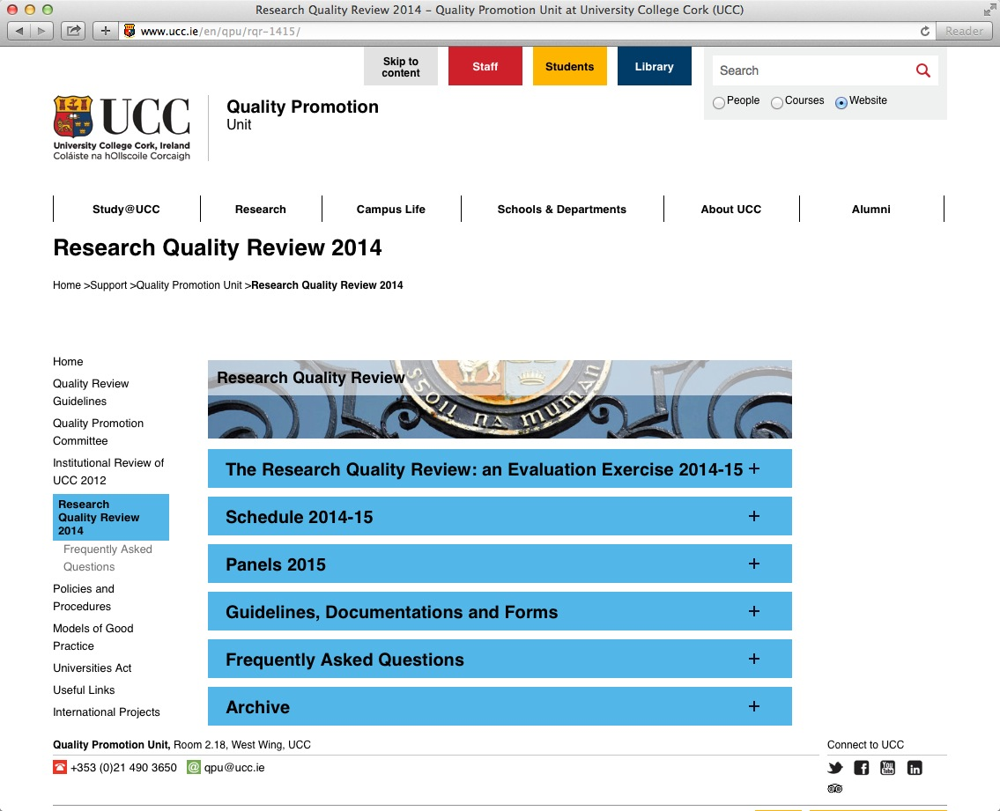 Research Quality Review 2014 – Quality Promotion Unit at University College Cork (UCC)
www.ucc.ie/en/qpu/rqr-1415/
Reader
Skip to
content
Staff
Students
Library
Search
People
Courses
Website
UCC
University College Cork, Ireland
Coláiste na hOllscoile Corcaigh
Quality Promotion
Unit
Study@UCC
Research
Campus Life
Schools & Departments
About UCC
Alumni
Research Quality Review 2014
Home >Support >Quality Promotion Unit >Research Quality Review 2014
Home
Quality Review
Guidelines
Quality Promotion
Committee
Institutional Review of
UCC 2012
Research
Quality Review
2014
Frequently Asked
Questions
Policies and
Procedures
Models of Good
Practice
Universities Act
Useful Links
International Projects
Research Quality Review
SSOIL NA MUMAN
The Research Quality Review: an Evaluation Exercise 2014-15 +
Schedule 2014-15 +
Panels 2015 +
Guidelines, Documentations and Forms +
Frequently Asked Questions +
Archive +
Quality Promotion Unit, Room 2.18, West Wing, UCC
+353 (0)21 490 3650 @ qpu@ucc.ie
Connect to UCC
You Tube
in